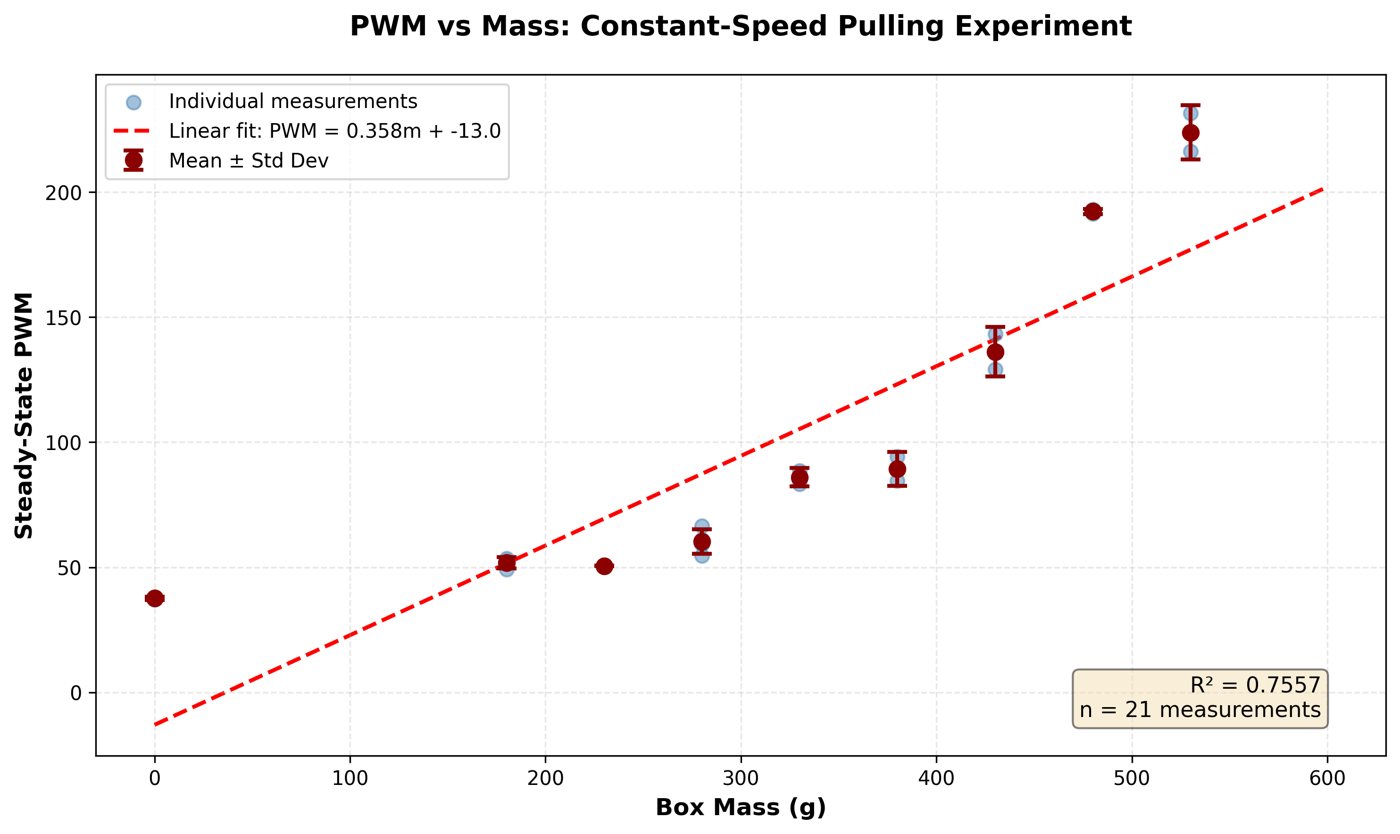 PWM vs Mass: Constant-Speed Pulling Experiment
Individual measurements
Linear fit: PWM = 0.358m + -13.0
Mean ± Std Dev
Steady-State PWM
200
150
100
50
0
R² = 0.7557
n = 21 measurements
0 100 200 300 400 500 600
Box Mass (g)